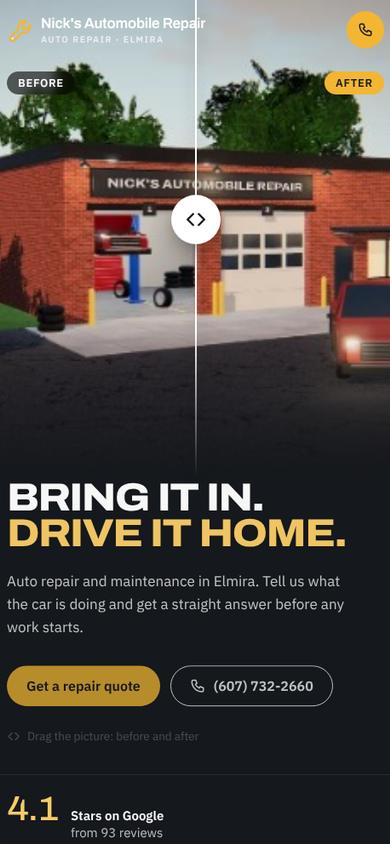 Nick's Automobile Repair
AUTO REPAIR · ELMIRA
BEFORE
AFTER
NICK'S AUTOMOBILE REPAIR
BRING IT IN.
DRIVE IT HOME.
Auto repair and maintenance in Elmira. Tell us what
the car is doing and get a straight answer before any
work starts.
Get a repair quote
(607) 732-2660
Drag the picture: before and after
4.1
Stars on Google
from 93 reviews